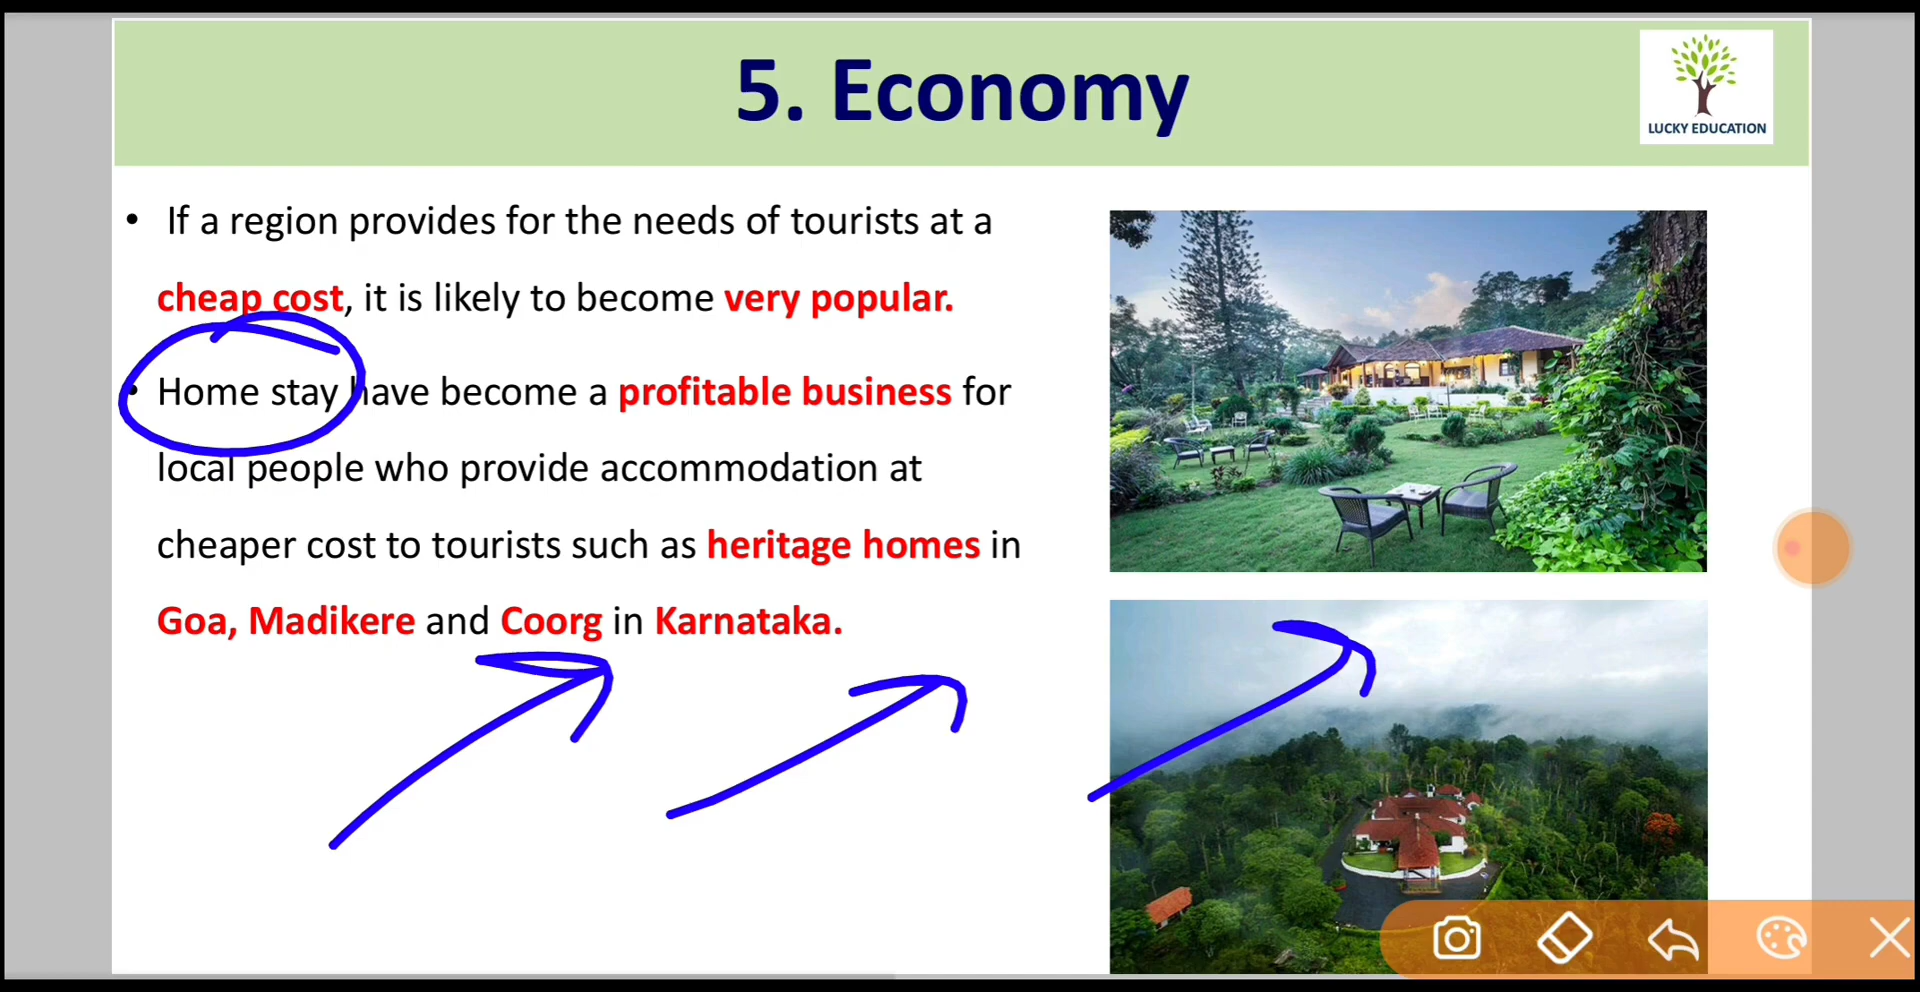 5. Economy
LUCKY EDUCATION
• If a region provides for the needs of tourists at a
cheap cost, it is likely to become very popular.
• Home stay have become a profitable business for
local people who provide accommodation at
cheaper cost to tourists such as heritage homes in
Goa, Madikere and Coorg in Karnataka.